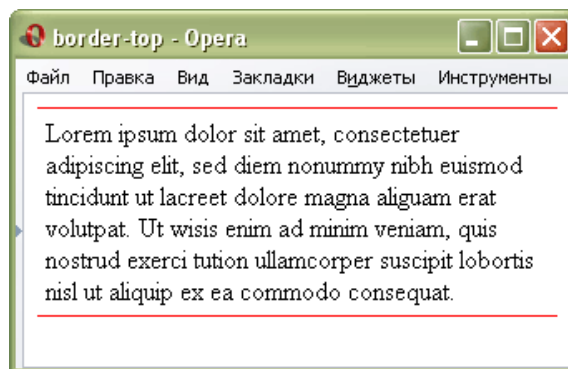 border-top - Opera
Файл Правка Вид Закладки Виджеты Инструменты
Lorem ipsum dolor sit amet, consectetuer
adipiscing elit, sed diem nonummy nibh euismod
tincidunt ut lacreet dolore magna aliguam erat
volutpat. Ut wisis enim ad minim veniam, quis
nostrud exerci tution ullamcorper suscipit lobortis
nisl ut aliquip ex ea commodo consequat.